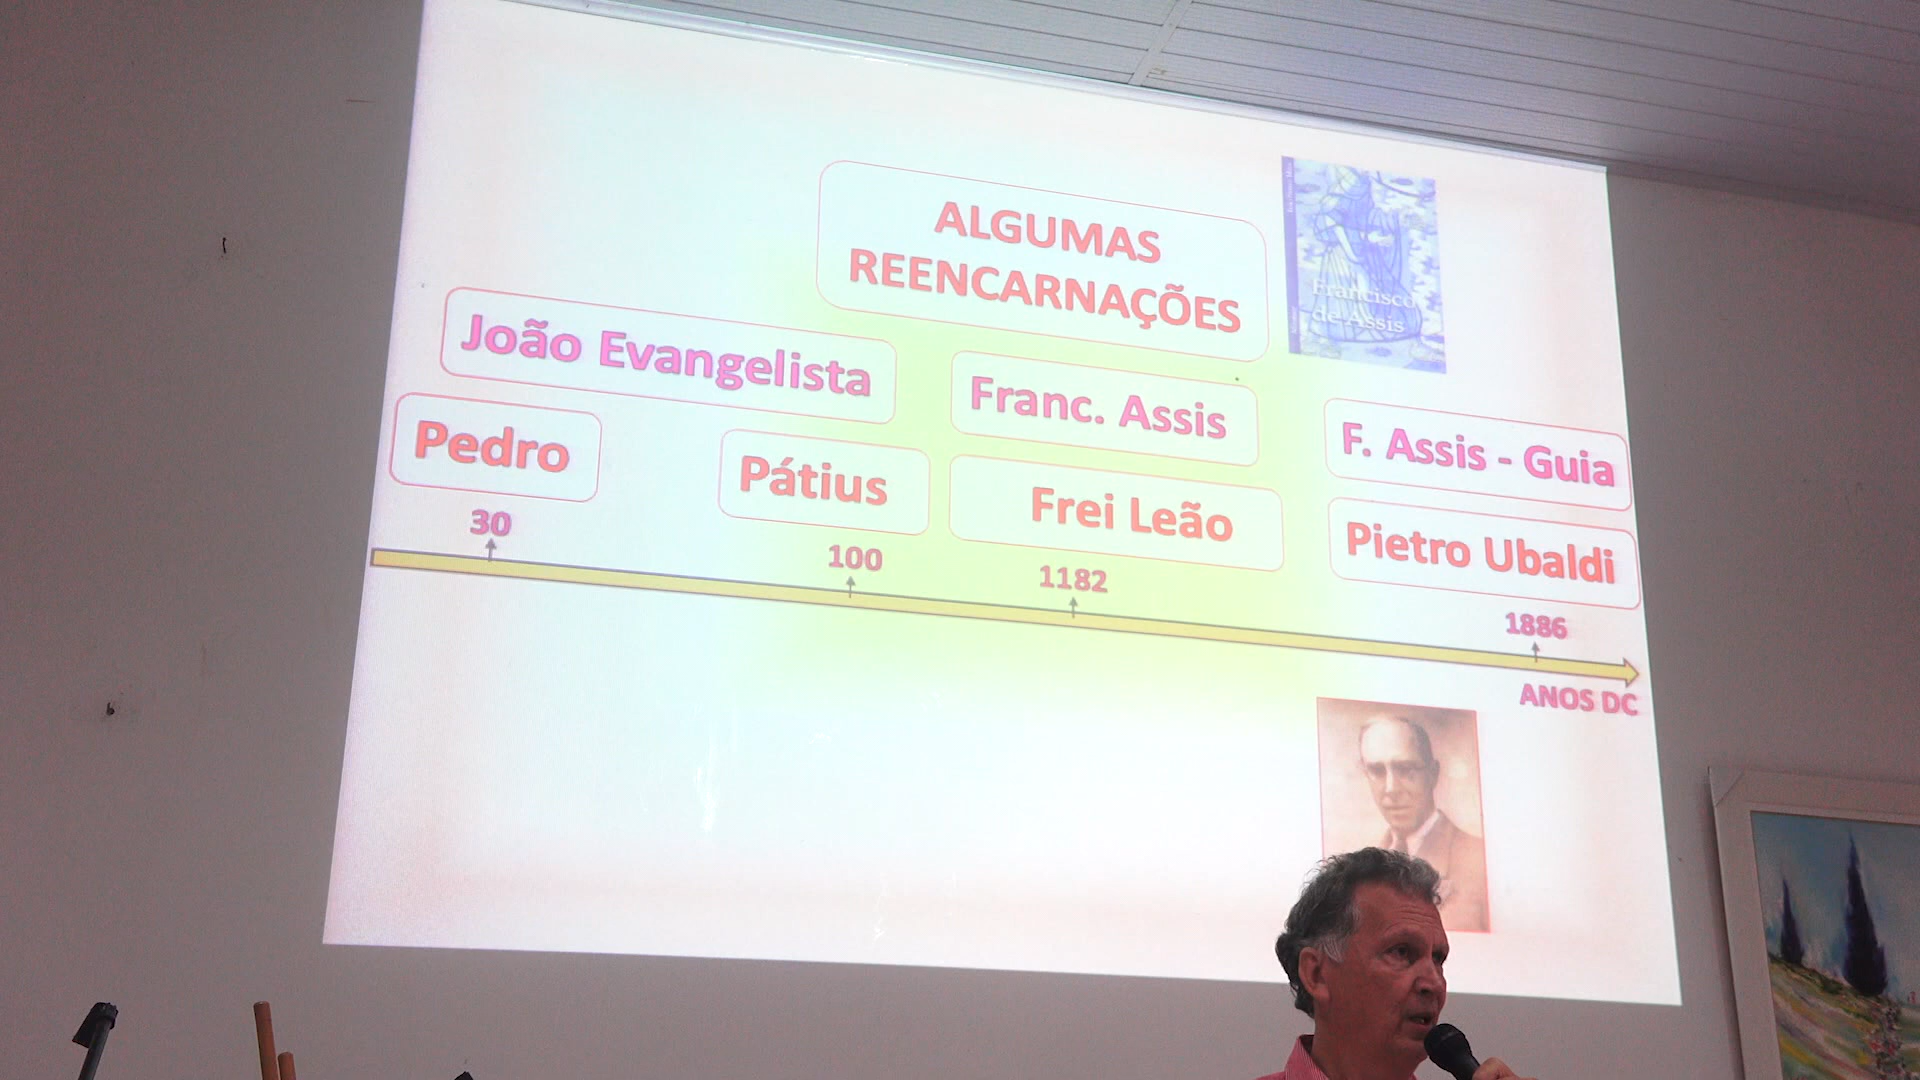 ALGUMAS
REENCARNAÇÕES
Francisco
de Assis
João Evangelista
Franc. Assis
F. Assis - Guia
Pedro
Pátius
Frei Leão
Pietro Ubaldi
30
100
1182
1886
ANOS DC